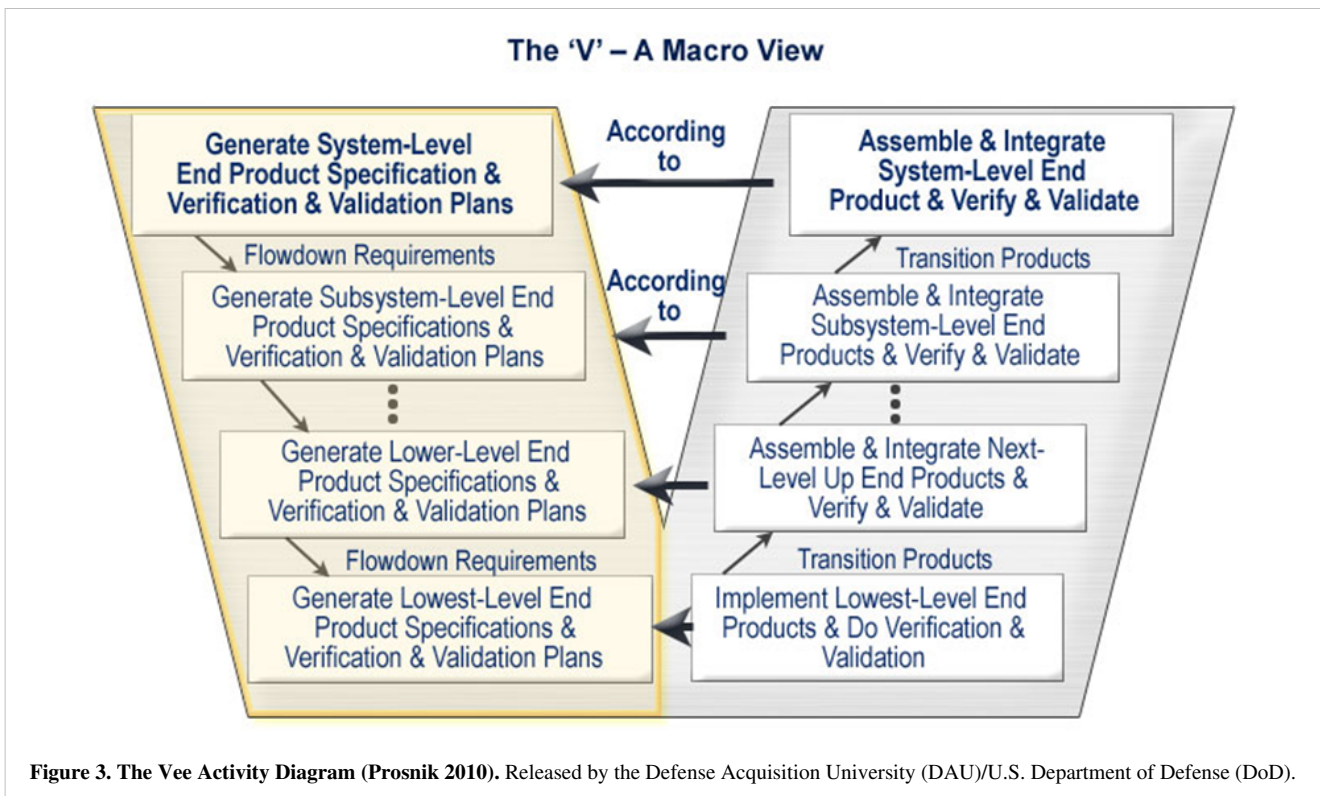 The ‘V’ – A Macro View
Generate System-Level
End Product Specification &
Verification & Validation Plans
According
to
Assemble & Integrate
System-Level End
Product & Verify & Validate
Flowdown Requirements
Transition Products
Generate Subsystem-Level End
Product Specifications &
Verification & Validation Plans
According
to
Assemble & Integrate
Subsystem-Level End
Products & Verify & Validate
Generate Lower-Level End
Product Specifications &
Verification & Validation Plans
Assemble & Integrate Next-
Level Up End Products &
Verify & Validate
Flowdown Requirements
Transition Products
Generate Lowest-Level End
Product Specifications &
Verification & Validation Plans
Implement Lowest-Level End
Products & Do Verification &
Validation
Figure 3. The Vee Activity Diagram (Prosnik 2010). Released by the Defense Acquisition University (DAU)/U.S. Department of Defense (DoD).